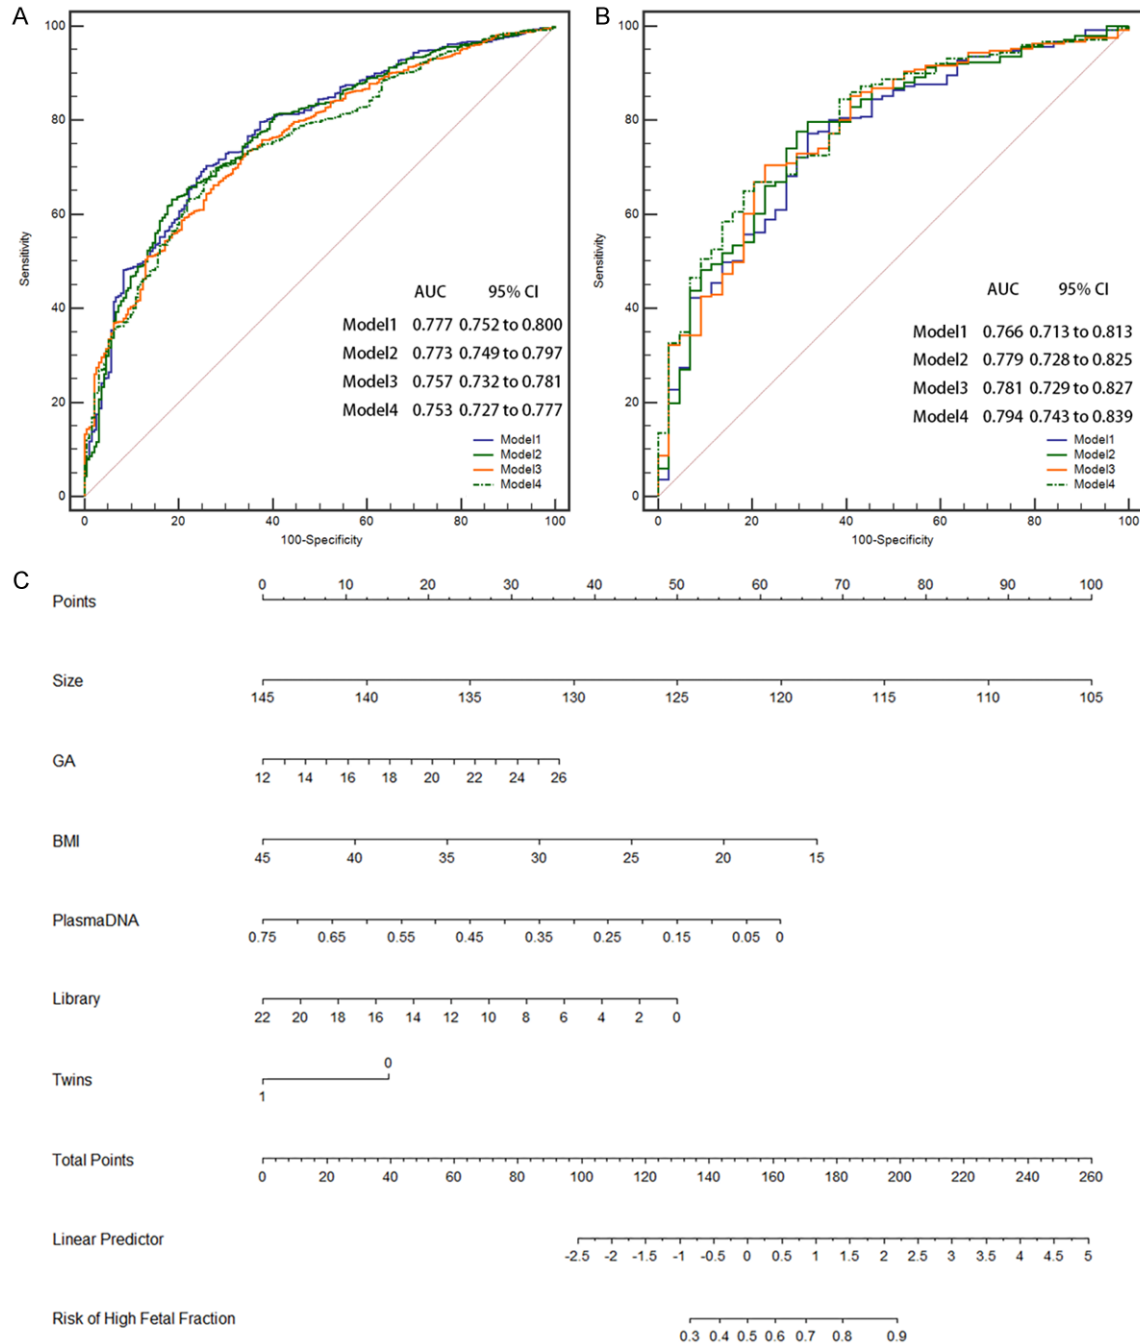 A
100
80
60
40
20
0
Sensitivity
AUC 95% CI
Model1 0.777 0.752 to 0.800
Model2 0.773 0.749 to 0.797
Model3 0.757 0.732 to 0.781
Model4 0.753 0.727 to 0.777
Model1
Model2
Model3
Model4
0 20 40 60 80 100
100-Specificity
B
100
80
60
40
20
0
Sensitivity
AUC 95% CI
Model1 0.766 0.713 to 0.813
Model2 0.779 0.728 to 0.825
Model3 0.781 0.729 to 0.827
Model4 0.794 0.743 to 0.839
Model1
Model2
Model3
Model4
0 20 40 60 80 100
100-Specificity
C
0 10 20 30 40 50 60 70 80 90 100
Points
Size
145 140 135 130 125 120 115 110 105
GA
12 14 16 18 20 22 24 26
BMI
45 40 35 30 25 20 15
PlasmaDNA
0.75 0.65 0.55 0.45 0.35 0.25 0.15 0.05 0
Library
22 20 18 16 14 12 10 8 6 4 2 0
0
Twins
1
Total Points
0 20 40 60 80 100 120 140 160 180 200 220 240 260
Linear Predictor
-2.5 -2 -1.5 -1 -0.5 0 0.5 1 1.5 2 2.5 3 3.5 4 4.5 5
Risk of High Fetal Fraction
0.3 0.4 0.5 0.6 0.7 0.8 0.9